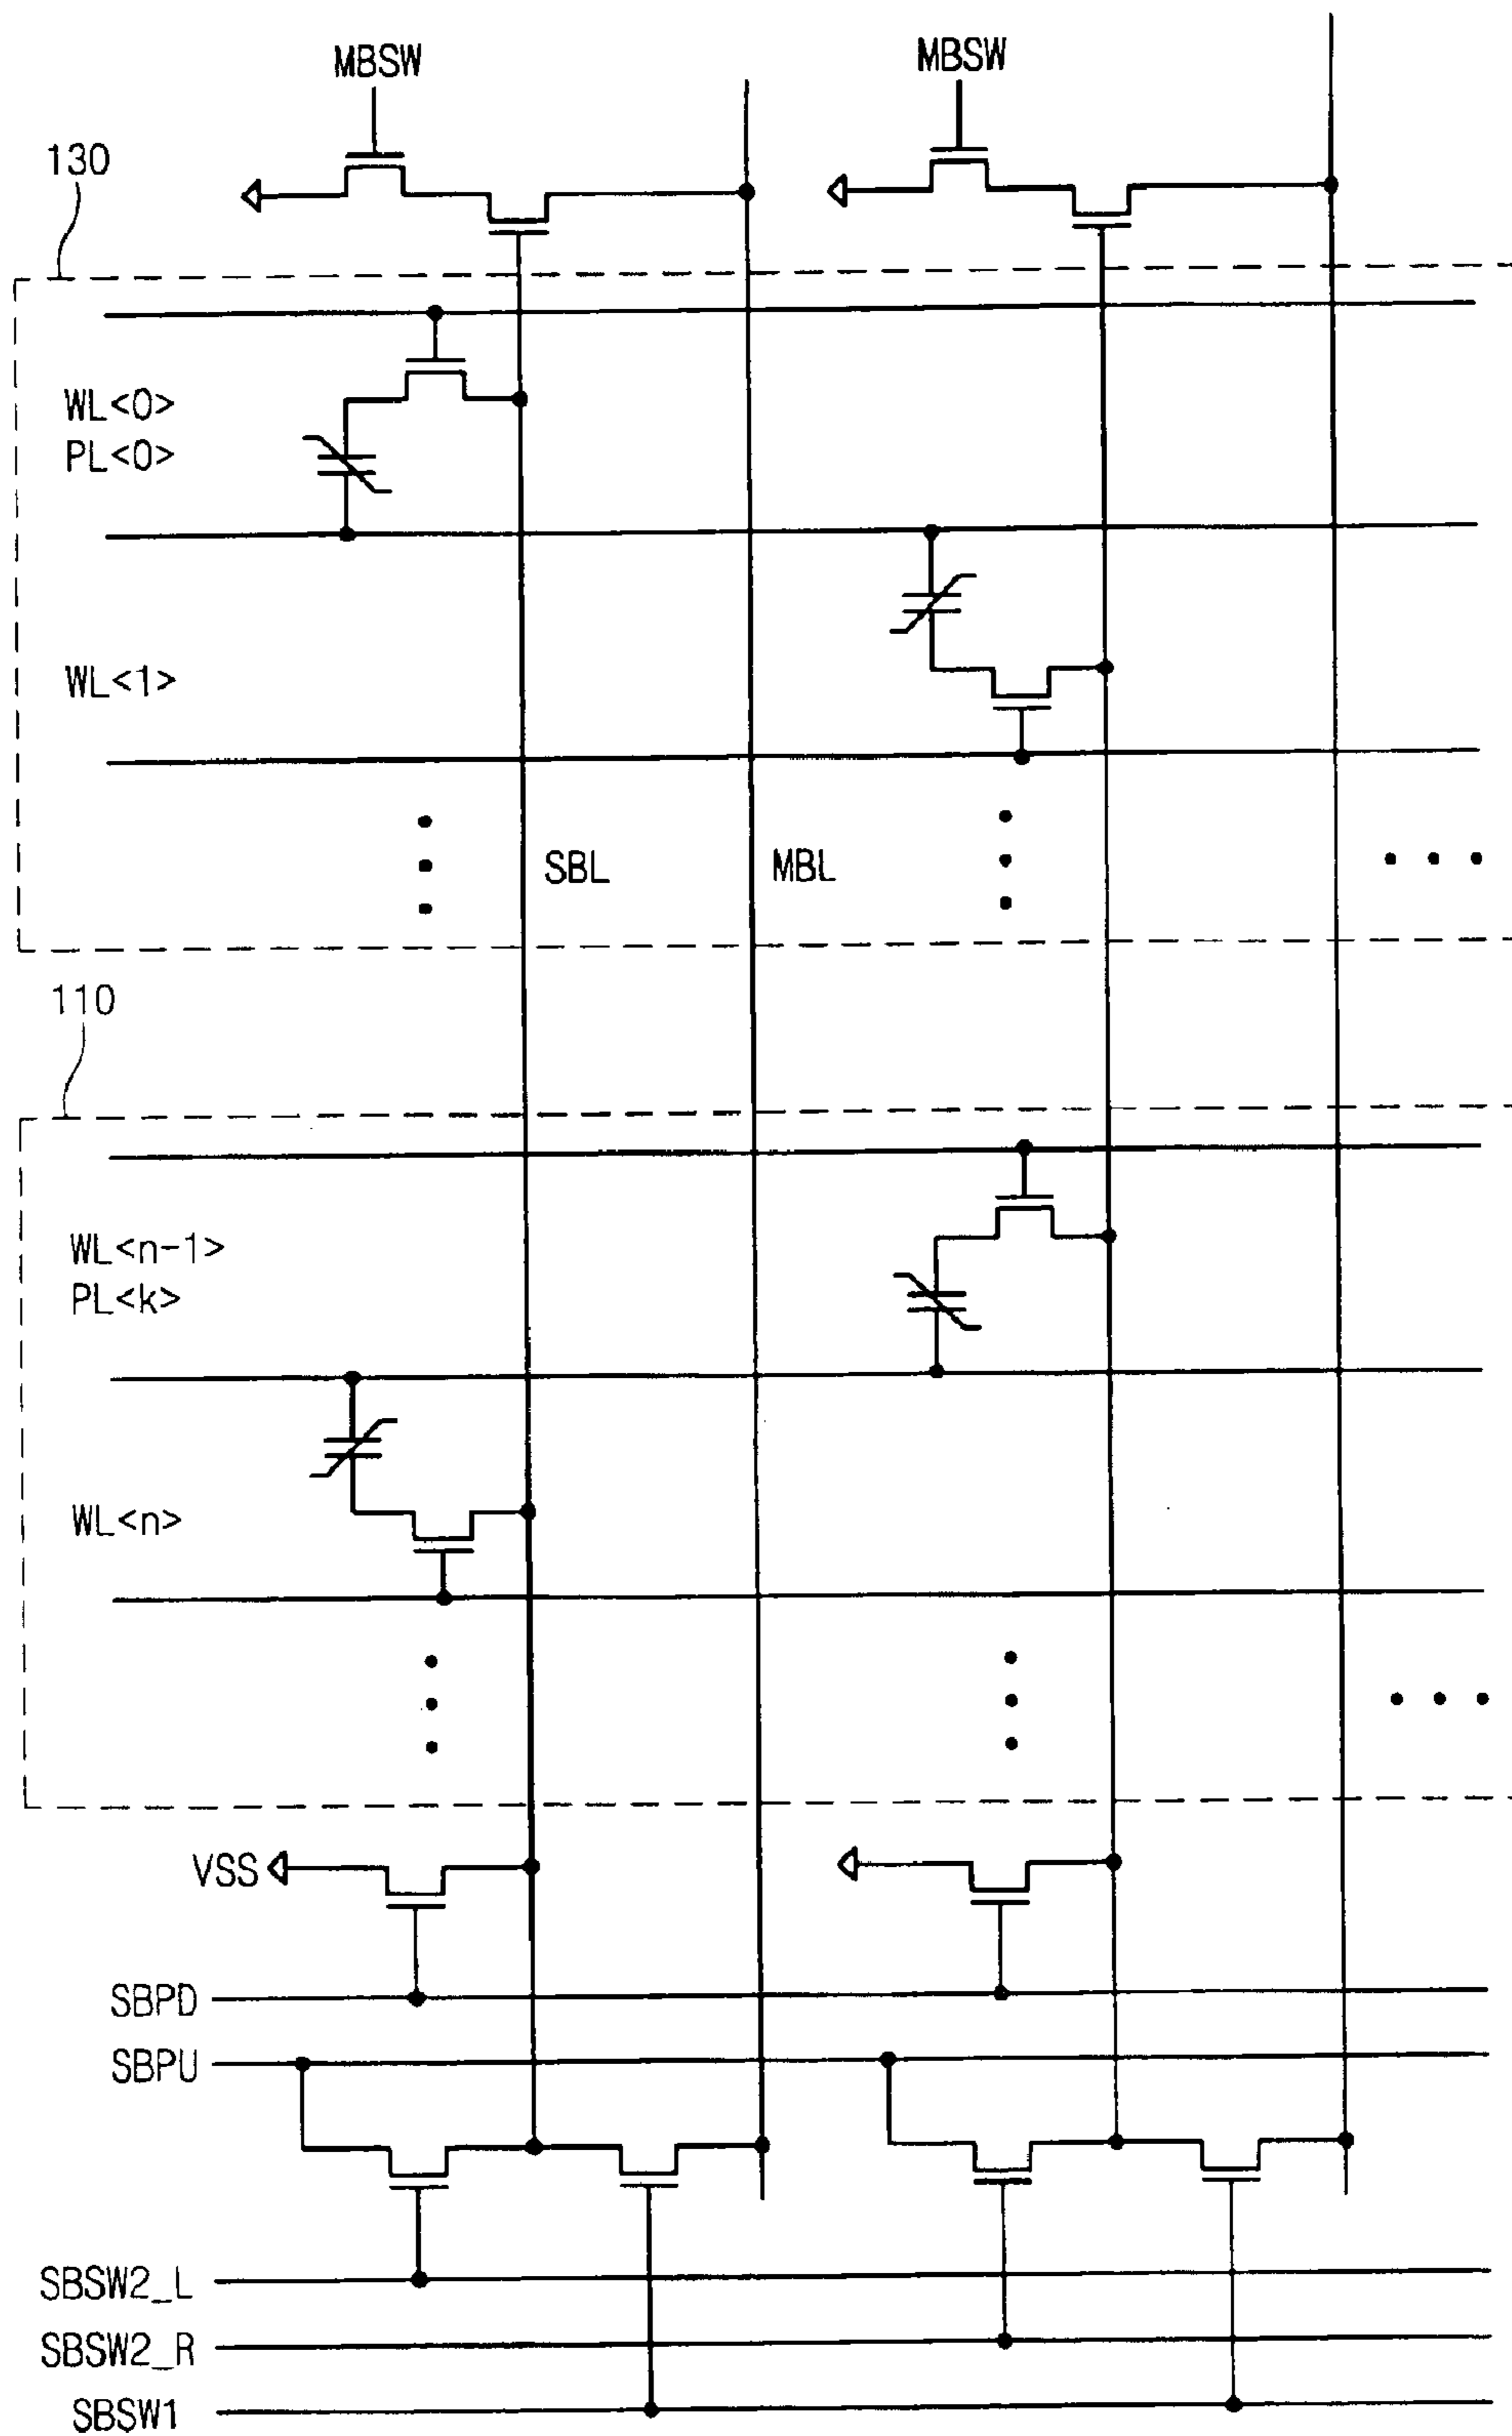 MBSW
MBSW
130
WL<0>
PL<0>
WL<1>
SBL
MBL
110
WL<n-1>
PL<k>
WL<n>
VSS
SBPD
SBPU
SBSW2_L
SBSW2_R
SBSW1